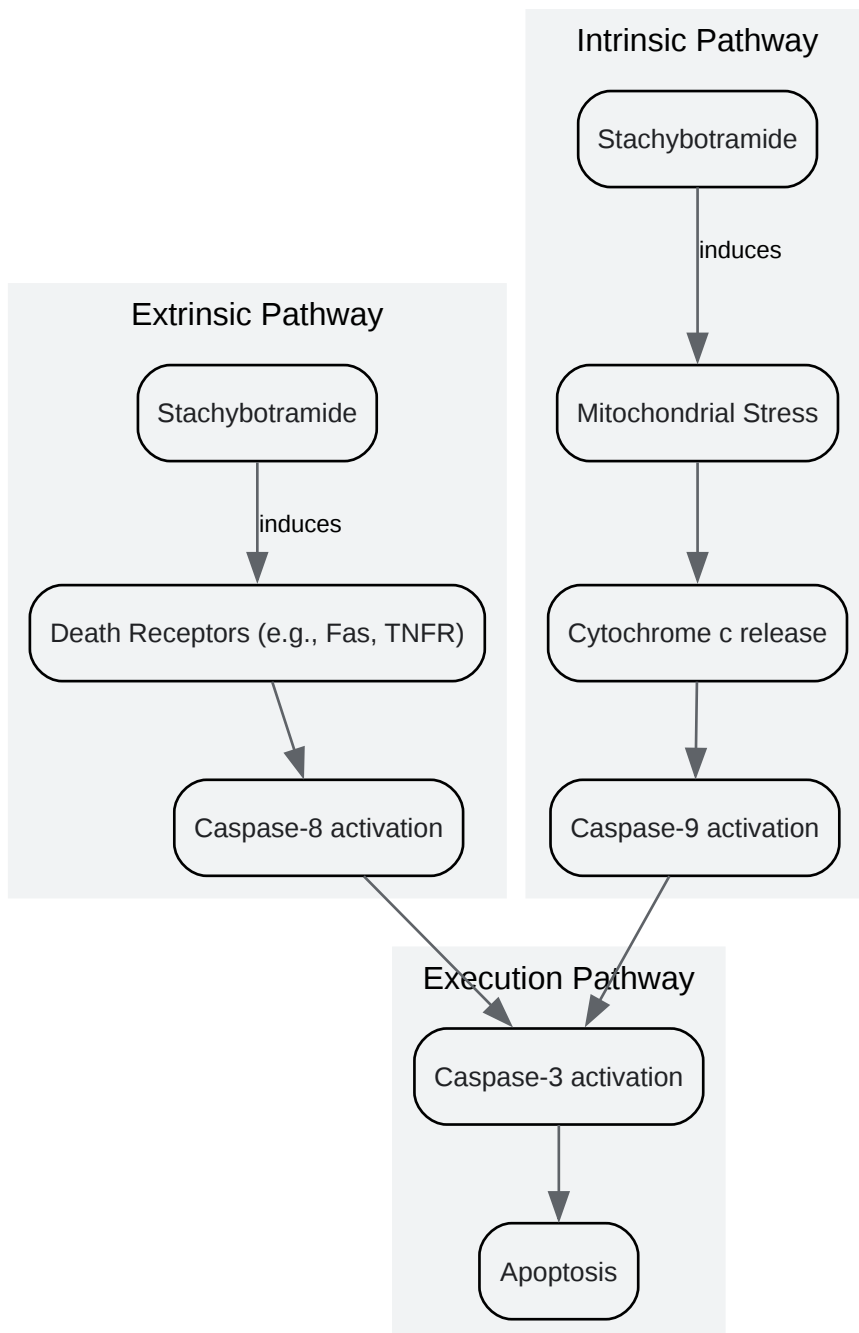 Intrinsic Pathway
Stachybotramide
induces
Mitochondrial Stress
Cytochrome c release
Caspase-9 activation
Extrinsic Pathway
Stachybotramide
induces
Death Receptors (e.g., Fas, TNFR)
Caspase-8 activation
Execution Pathway
Caspase-3 activation
Apoptosis